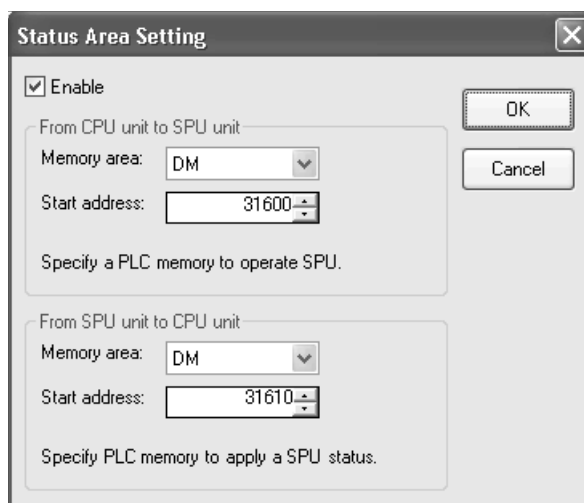 Status Area Setting
Enable
OK
From CPU unit to SPU unit
Memory area: DM
Cancel
Start address: 31600
Specify a PLC memory to operate SPU.
From SPU unit to CPU unit
Memory area: DM
Start address: 31610
Specify PLC memory to apply a SPU status.